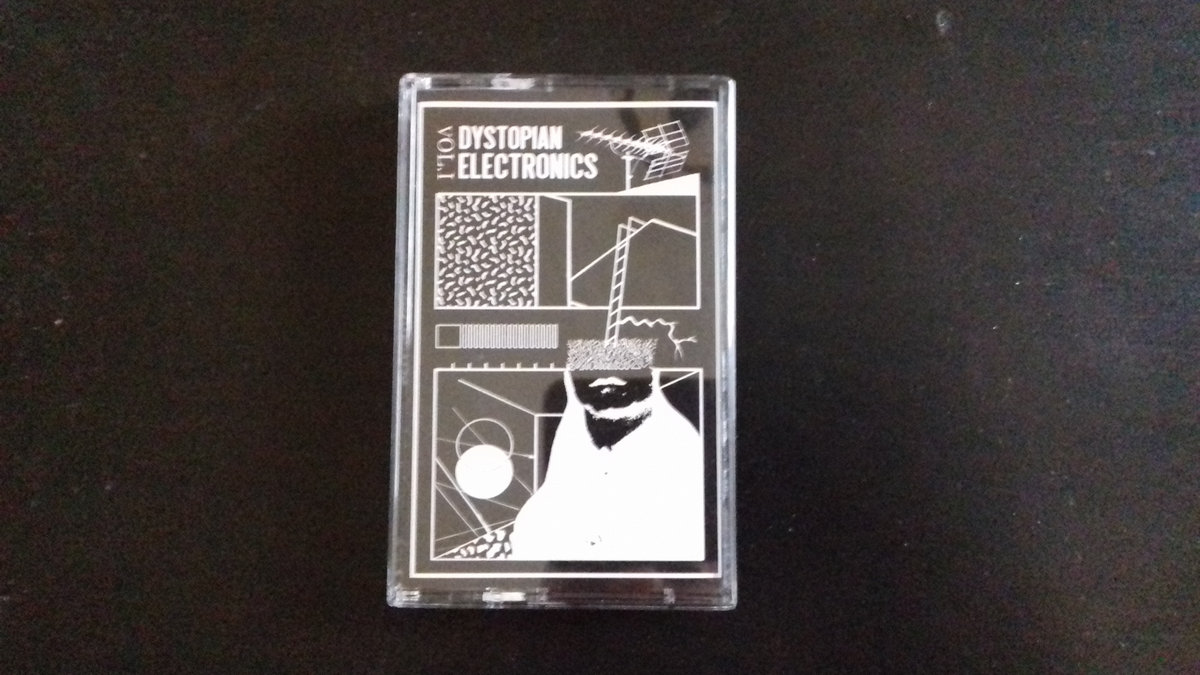 VOL.1
DYSTOPIAN
ELECTRONICS